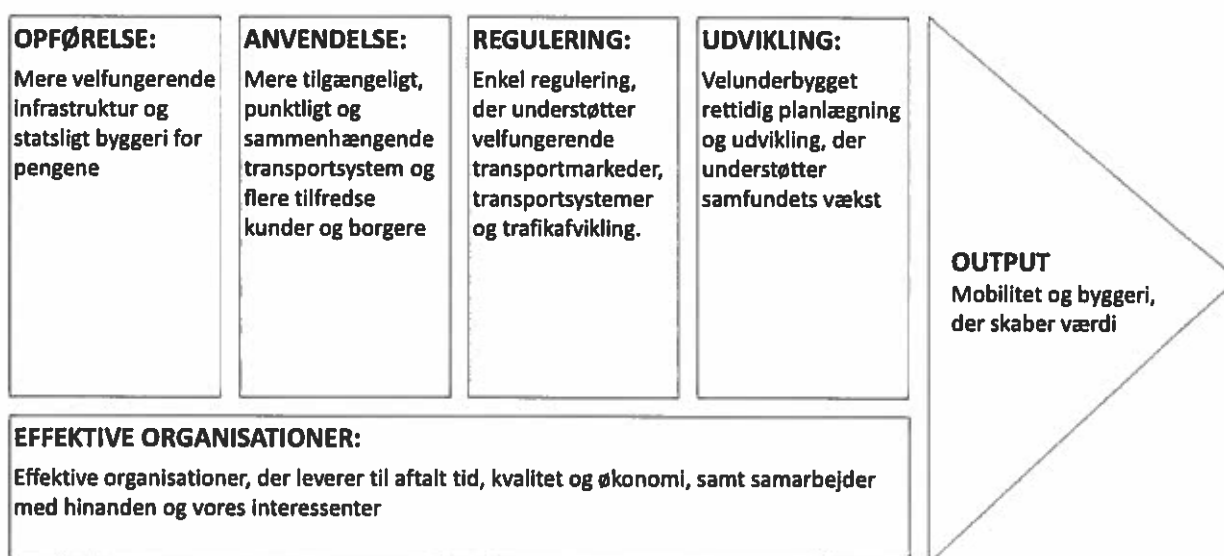 OPFØRELSE:
Mere velfungerende
infrastruktur og
statsligt byggeri for
pengene
ANVENDELSE:
Mere tilgængeligt,
punktligt og
sammenhængende
transportsystem og
flere tilfredse
kunder og borgere
REGULERING:
Enkel regulering,
der understøtter
velfungerende
transportmarkeder,
transportsystemer
og trafikafvikling.
UDVIKLING:
Velunderbygget
rettidig planlægning
og udvikling, der
understøtter
samfundets vækst
OUTPUT
Mobilitet og byggeri,
der skaber værdi
EFFEKTIVE ORGANISATIONER:
Effektive organisationer, der leverer til aftalt tid, kvalitet og økonomi, samt samarbejder
med hinanden og vores interessenter